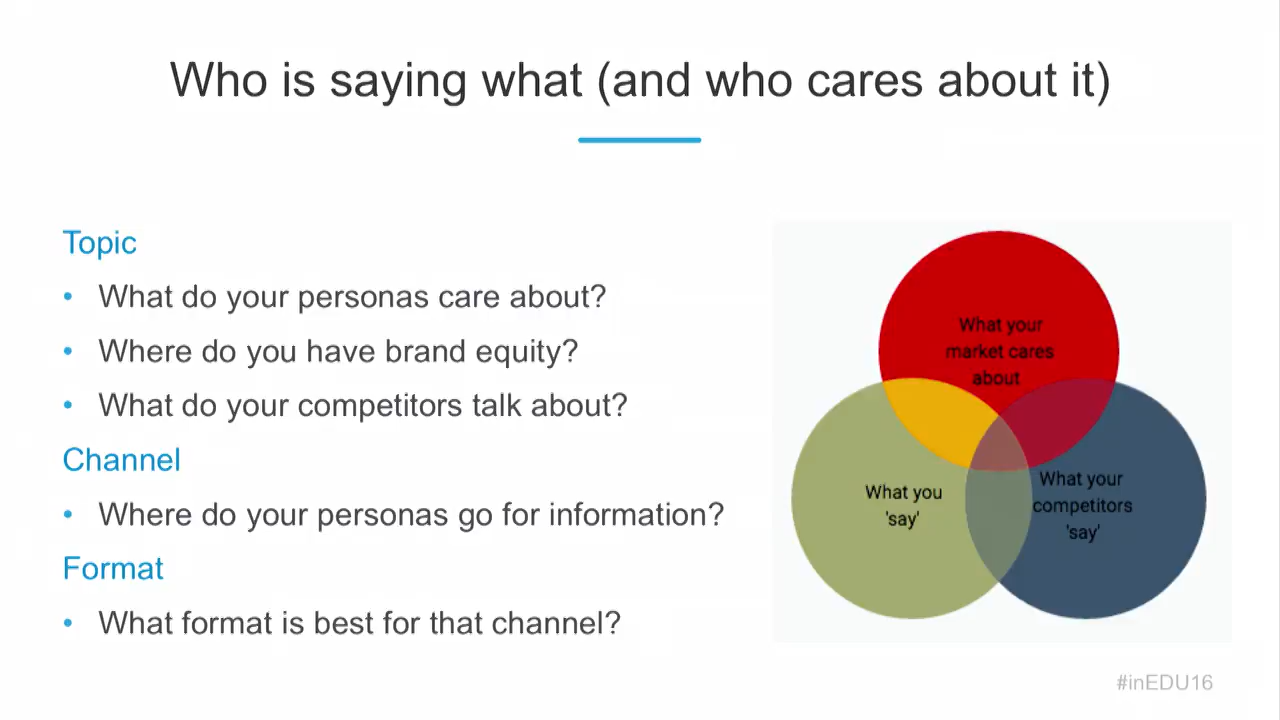 Who is saying what (and who cares about it)
Topic
• What do your personas care about?
• Where do you have brand equity?
• What do your competitors talk about?
Channel
• Where do your personas go for information?
Format
• What format is best for that channel?
What your
market cares
about
What you
'say'
What your
competitors
'say'
#inEDU16